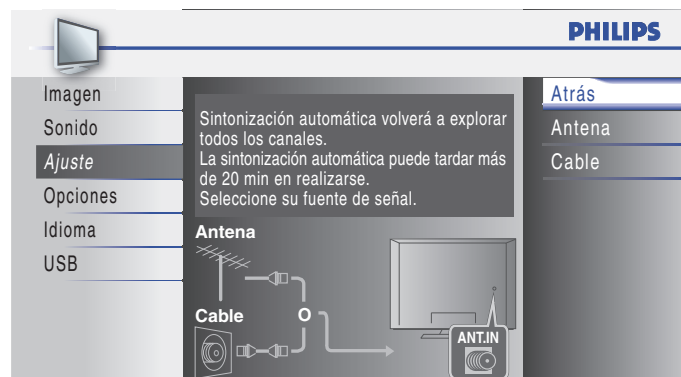 PHILIPS
Imagen
Sonido
Ajuste
Opciones
Idioma
USB
Sintonización automática volverá a explorar
todos los canales.
La sintonización automática puede tardar más
de 20 min en realizarse.
Seleccione su fuente de señal.
Antena
Cable
O
ANT.IN
Atrás
Antena
Cable